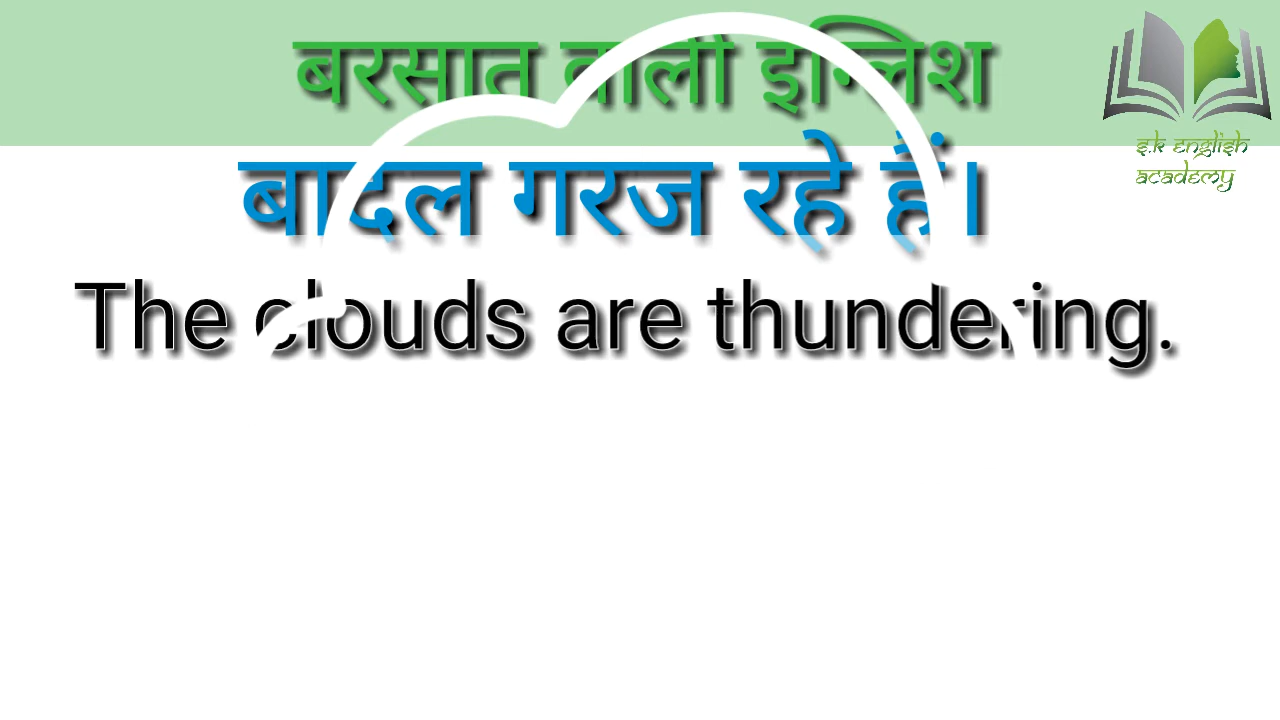 बरसात वाली इंग्लिश
s.k english
academy
बादल गरज रहे हैं।
The clouds are thundering.